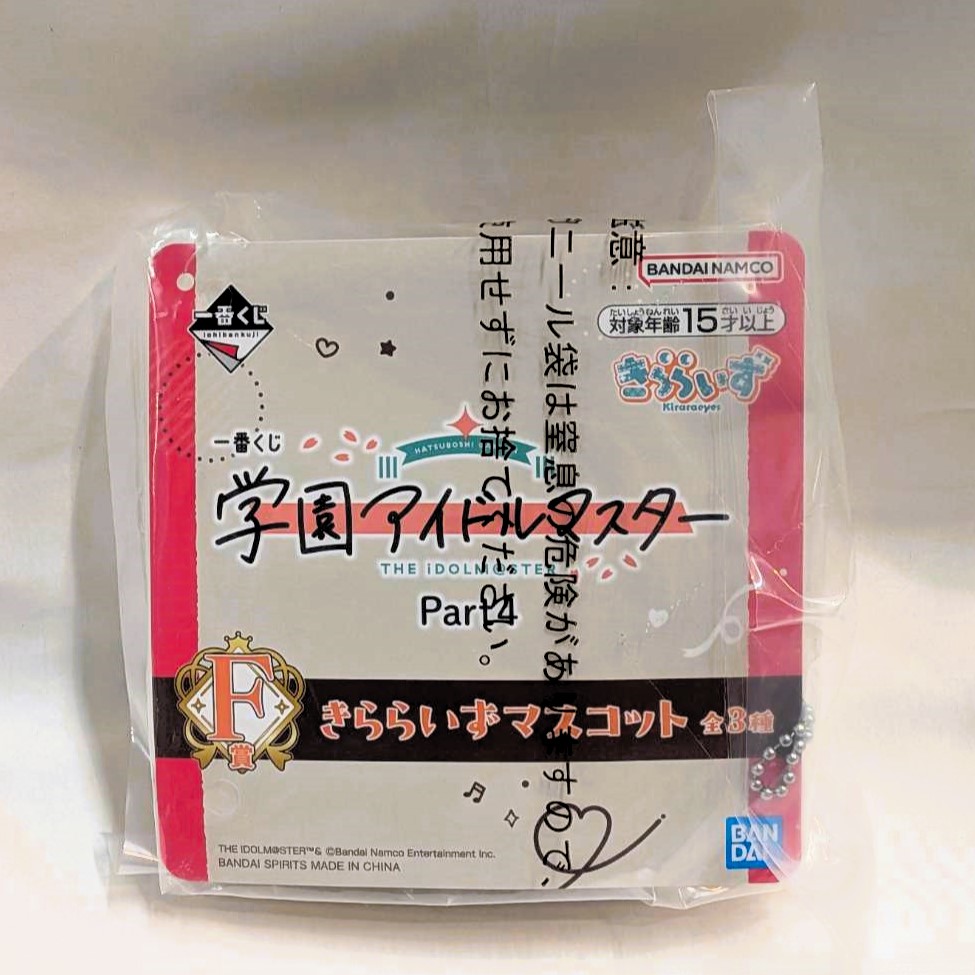 注意：
ビニール袋は窒息の危険がありますので、
使用せずにお捨てください。
BANDAI NAMCO
たいしょうねんれい さい い じょう
対象年齢15才以上
きららいず
Kiraraeyes
一番くじ
ichibankuji
一番くじ
HATSUBOSHI
学園アイドルマスター
THE iDOLM@STER
Part4
F賞
きららいずマスコット 全3種
THE IDOLM@STER™& ©Bandai Namco Entertainment Inc.
BANDAI SPIRITS MADE IN CHINA
BANDAI